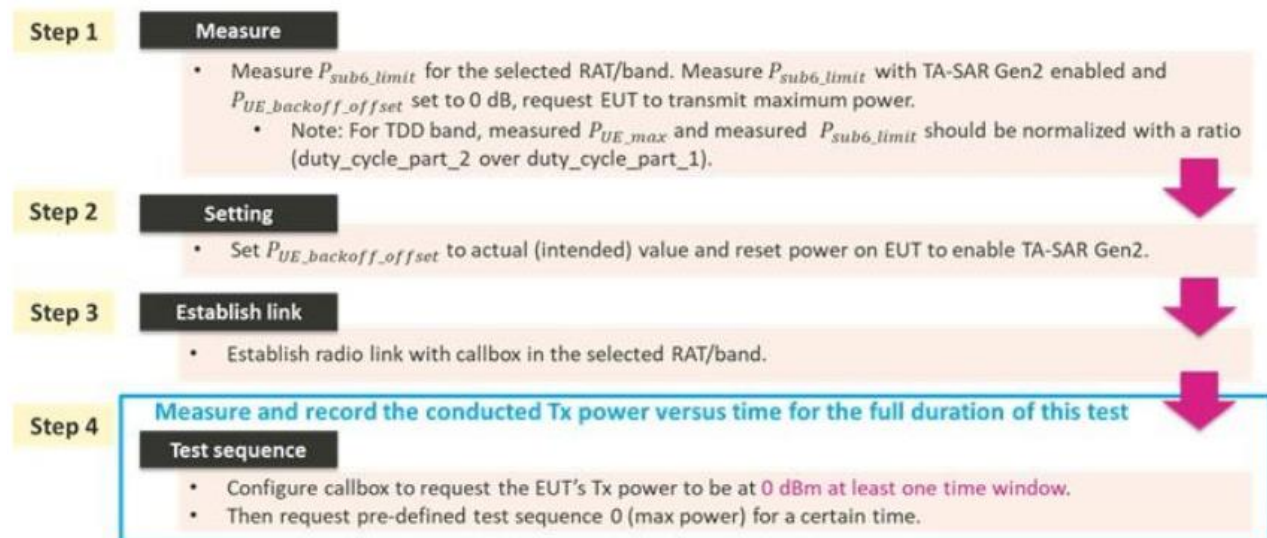 Step 1
Measure
• Measure P_sub6_limit for the selected RAT/band. Measure P_sub6_limit with TA-SAR Gen2 enabled and
P_UE_backoff_offset set to 0 dB, request EUT to transmit maximum power.
• Note: For TDD band, measured P_UE_max and measured P_sub6_limit should be normalized with a ratio
(duty_cycle_part_2 over duty_cycle_part_1).
Step 2
Setting
• Set P_UE_backoff_offset to actual (intended) value and reset power on EUT to enable TA-SAR Gen2.
Step 3
Establish link
• Establish radio link with callbox in the selected RAT/band.
Step 4
Measure and record the conducted Tx power versus time for the full duration of this test
Test sequence
• Configure callbox to request the EUT's Tx power to be at 0 dBm at least one time window.
• Then request pre-defined test sequence 0 (max power) for a certain time.